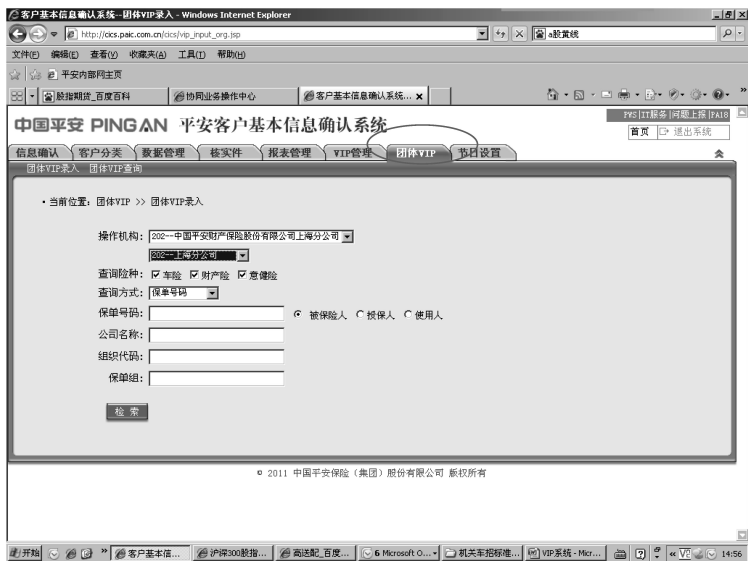 客户基本信息确认系统--团体VIP录入 - Windows Internet Explorer
http://cics.paic.com.cn/cics/vip_input_org.jsp
a股黄线
文件(F) 编辑(E) 查看(V) 收藏夹(A) 工具(T) 帮助(H)
平安内部网主页
股指期货_百度百科 协同业务操作中心 客户基本信息确认系统...
中国平安 PING AN 平安客户基本信息确认系统
PMS|IT服务|问题上报|PA18
首页 退出系统
信息确认 客户分类 数据管理 核实件 报表管理 VIP管理 团体VIP 节日设置
团体VIP录入 团体VIP查询
·当前位置: 团体VIP >> 团体VIP录入
操作机构: 202--中国平安财产保险股份有限公司上海分公司
202--上海分公司
查询险种: 车险 财产险 意健险
查询方式: 保单号码
保单号码: 被保险人 投保人 使用人
公司名称:
组织代码:
保单组:
检 索
© 2011 中国平安保险（集团）股份有限公司 版权所有
开始 客户基本信... 沪深300股指... 高送配_百度... 6 Microsoft O... 机关车招标准... VIP系统 - Micr... 14:56